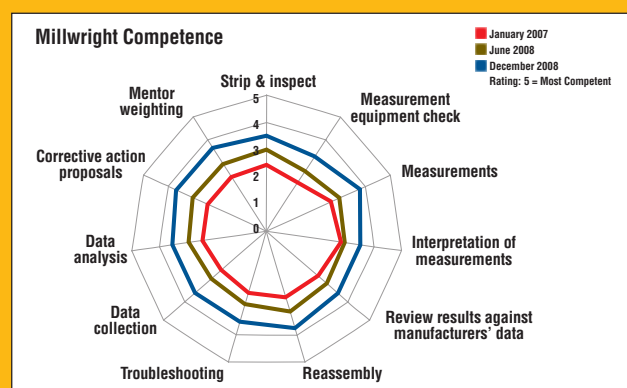 Millwright Competence
January 2007
June 2008
December 2008
Rating: 5 = Most Competent
Strip & inspect
Measurement
equipment check
Measurements
Interpretation of
measurements
Review results against
manufacturers' data
Reassembly
Troubleshooting
Data
collection
Data
analysis
Corrective action
proposals
Mentor
weighting
5
4
3
2
1
0